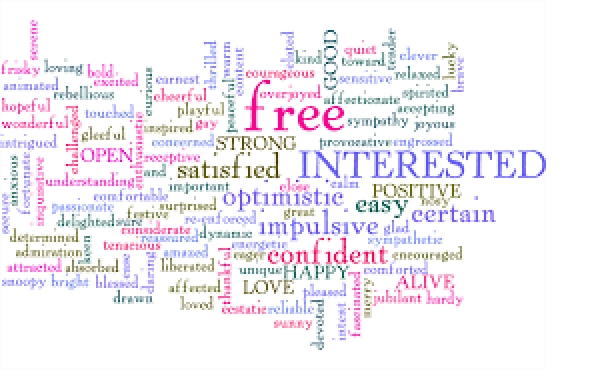 serene
frisky loving bold
animated excited
rebellious
hopeful
wonderful
challenged
touched
gleeful
intrigued
OPEN
enthusiastic
anxious
fortunate
inquisitive
understanding
secure
passionate
comfortable
delighted sure
festive
determined
admiration
keen
tenacious
considerate
reassured
attracted absorbed
snoopy bright blessed
drawn
daring
curious
earnest
thrilled
warm
content
cheerful
playful
peaceful
inspired gay
concerned
receptive
and
STRONG
satisfied
important
surprised
re-enforced
dynamic
amazed
liberated
affected
loved
thankful
ecstatic reliable
sunny
elated
kind
GOOD
quiet
toward
clever
lucky
brave
courageous
sensitive
relaxed
overjoyed
affectionate
spirited
accepting
free
sympathy joyous
provocative engrossed
INTERESTED
close
calm
POSITIVE
nosy
optimistic
easy
certain
great
impulsive
glad
energetic
sympathetic
eager
confident
encouraged
unique HAPPY
comforted
LOVE
pleased
merry
ALIVE
jubilant hardy
fascinated
devoted
intent